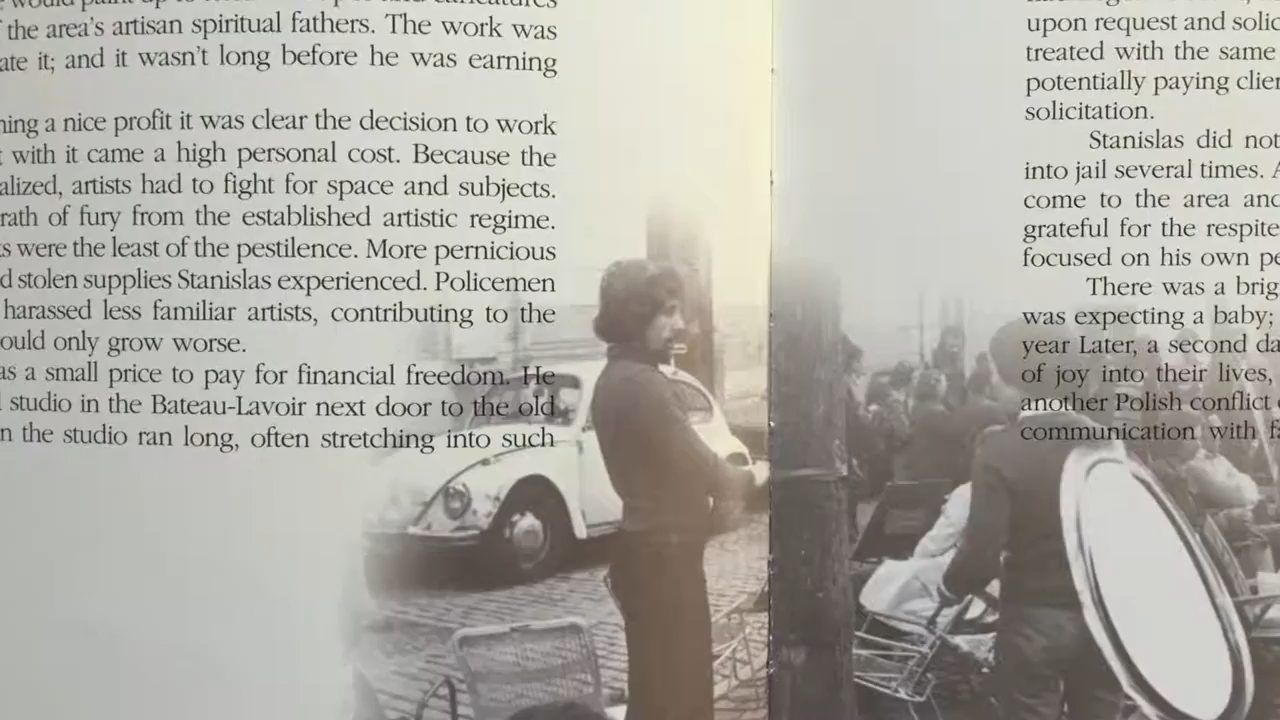 the area's artisan spiritual fathers. The work was
ate it; and it wasn't long before he was earning
ning a nice profit it was clear the decision to work
with it came a high personal cost. Because the
alized, artists had to fight for space and subjects.
rath of fury from the established artistic regime.
s were the least of the pestilence. More pernicious
d stolen supplies Stanislas experienced. Policemen
harassed less familiar artists, contributing to the
ould only grow worse.
as a small price to pay for financial freedom. He
studio in the Bateau-Lavoir next door to the old
n the studio ran long, often stretching into such
upon request and solic
treated with the same
potentially paying clien
solicitation.
Stanislas did not
into jail several times. A
come to the area and
grateful for the respite
focused on his own pe
There was a brig
was expecting a baby;
year Later, a second da
of joy into their lives,
another Polish conflict
communication with fa